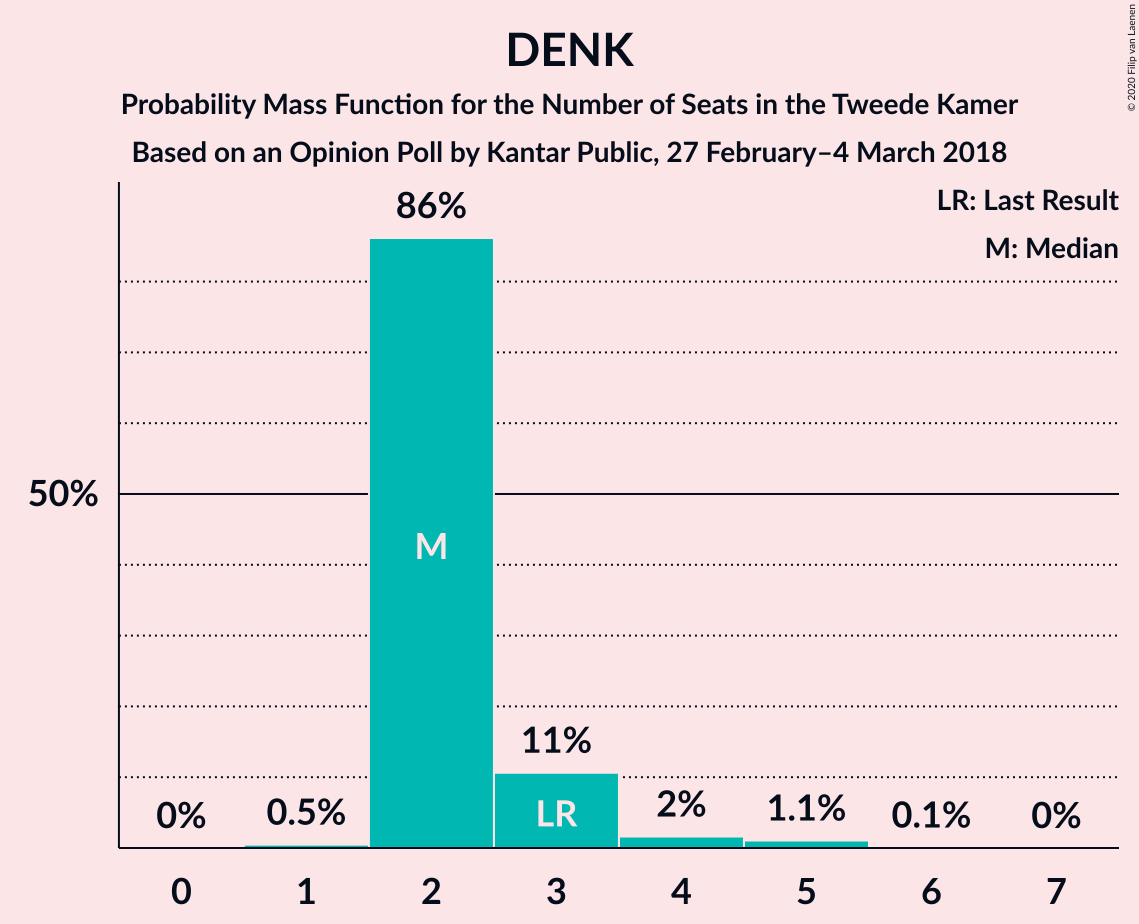 DENK
Probability Mass Function for the Number of Seats in the Tweede Kamer
Based on an Opinion Poll by Kantar Public, 27 February–4 March 2018
© 2020 Filip van Laenen
LR: Last Result
M: Median
86%
50%
M
11%
LR
0%
0.5%
2%
1.1%
0.1%
0%
0 1 2 3 4 5 6 7